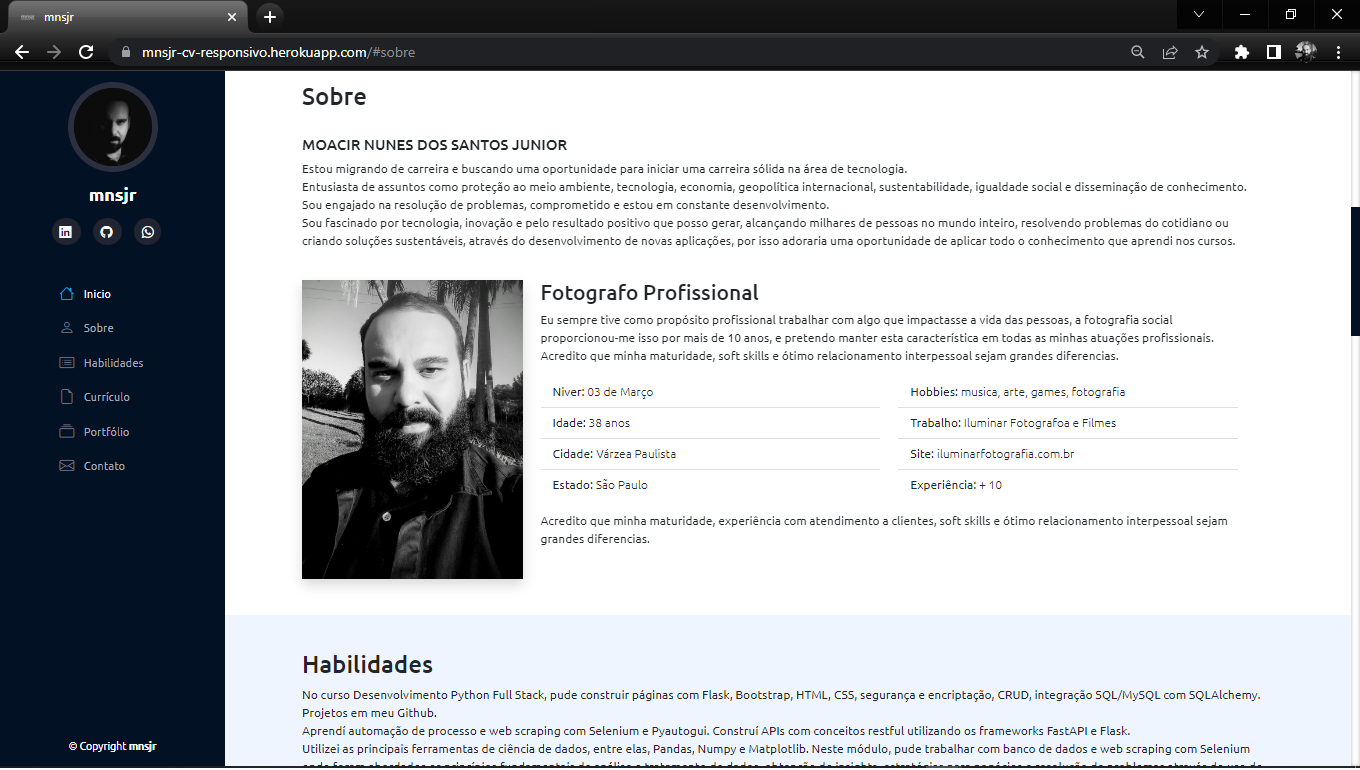 mnsjr
mnsjr-cv-responsivo.herokuapp.com/#sobre
mnsjr
Inicio
Sobre
Habilidades
Currículo
Portfólio
Contato
© Copyright mnsjr
Sobre
MOACIR NUNES DOS SANTOS JUNIOR
Estou migrando de carreira e buscando uma oportunidade para iniciar uma carreira sólida na área de tecnologia.
Entusiasta de assuntos como proteção ao meio ambiente, tecnologia, economia, geopolítica internacional, sustentabilidade, igualdade social e disseminação de conhecimento.
Sou engajado na resolução de problemas, comprometido e estou em constante desenvolvimento.
Sou fascinado por tecnologia, inovação e pelo resultado positivo que posso gerar, alcançando milhares de pessoas no mundo inteiro, resolvendo problemas do cotidiano ou
criando soluções sustentáveis, através do desenvolvimento de novas aplicações, por isso adoraria uma oportunidade de aplicar todo o conhecimento que aprendi nos cursos.
Fotografo Profissional
Eu sempre tive como propósito profissional trabalhar com algo que impactasse a vida das pessoas, a fotografia social
proporcionou-me isso por mais de 10 anos, e pretendo manter esta característica em todas as minhas atuações profissionais.
Acredito que minha maturidade, soft skills e ótimo relacionamento interpessoal sejam grandes diferencias.
Niver: 03 de Março
Idade: 38 anos
Cidade: Várzea Paulista
Estado: São Paulo
Hobbies: musica, arte, games, fotografia
Trabalho: Iluminar Fotografoa e Filmes
Site: iluminarfotografia.com.br
Experiência: + 10
Acredito que minha maturidade, experiência com atendimento a clientes, soft skills e ótimo relacionamento interpessoal sejam
grandes diferencias.
Habilidades
No curso Desenvolvimento Python Full Stack, pude construir páginas com Flask, Bootstrap, HTML, CSS, segurança e encriptação, CRUD, integração SQL/MySQL com SQLAlchemy.
Projetos em meu Github.
Aprendí automação de processo e web scraping com Selenium e Pyautogui. Construí APIs com conceitos restful utilizando os frameworks FastAPI e Flask.
Utilizei as principais ferramentas de ciência de dados, entre elas, Pandas, Numpy e Matplotlib. Neste módulo, pude trabalhar com banco de dados e web scraping com Selenium